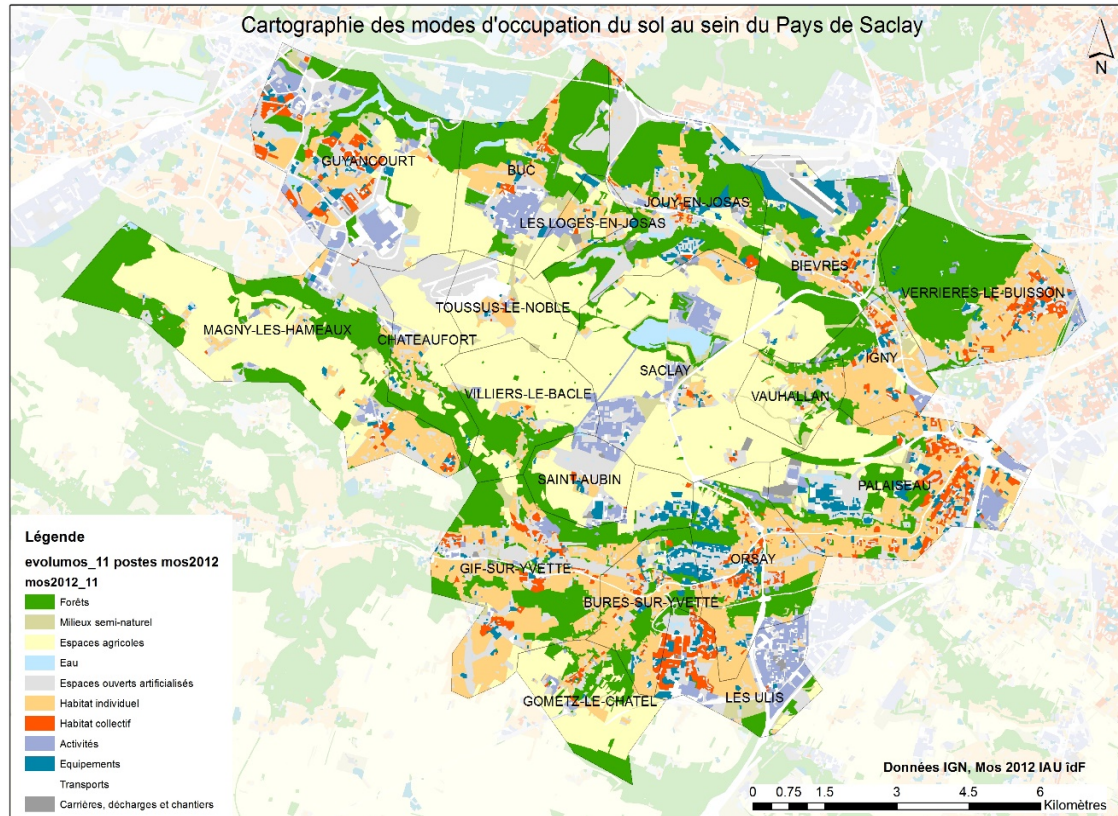 Cartographie des modes d'occupation du sol au sein du Pays de Saclay
N
GUYANCOURT
BUC
JOUY-EN-JOSAS
LES LOGES-EN-JOSAS
BIEVRES
VERRIERES-LE-BUISSON
TOUSSUS-LE-NOBLE
MAGNY-LES-HAMEAUX
CHATEAUFORT
IGNY
SACLAY
VILLIERS-LE-BACLE
VAUHALLAN
SAINT-AUBIN
PALAISEAU
ORSAY
GIF-SUR-YVETTE
BURES-SUR-YVETTE
LES ULIS
GOMETZ-LE-CHATEL
Légende
evolumos_11 postes mos2012
mos2012_11
Forêts
Milieux semi-naturel
Espaces agricoles
Eau
Espaces ouverts artificialisés
Habitat individuel
Habitat collectif
Activités
Equipements
Transports
Carrières, décharges et chantiers
Données IGN, Mos 2012 IAU îdF
0 0.75 1.5 3 4.5 6
Kilomètres